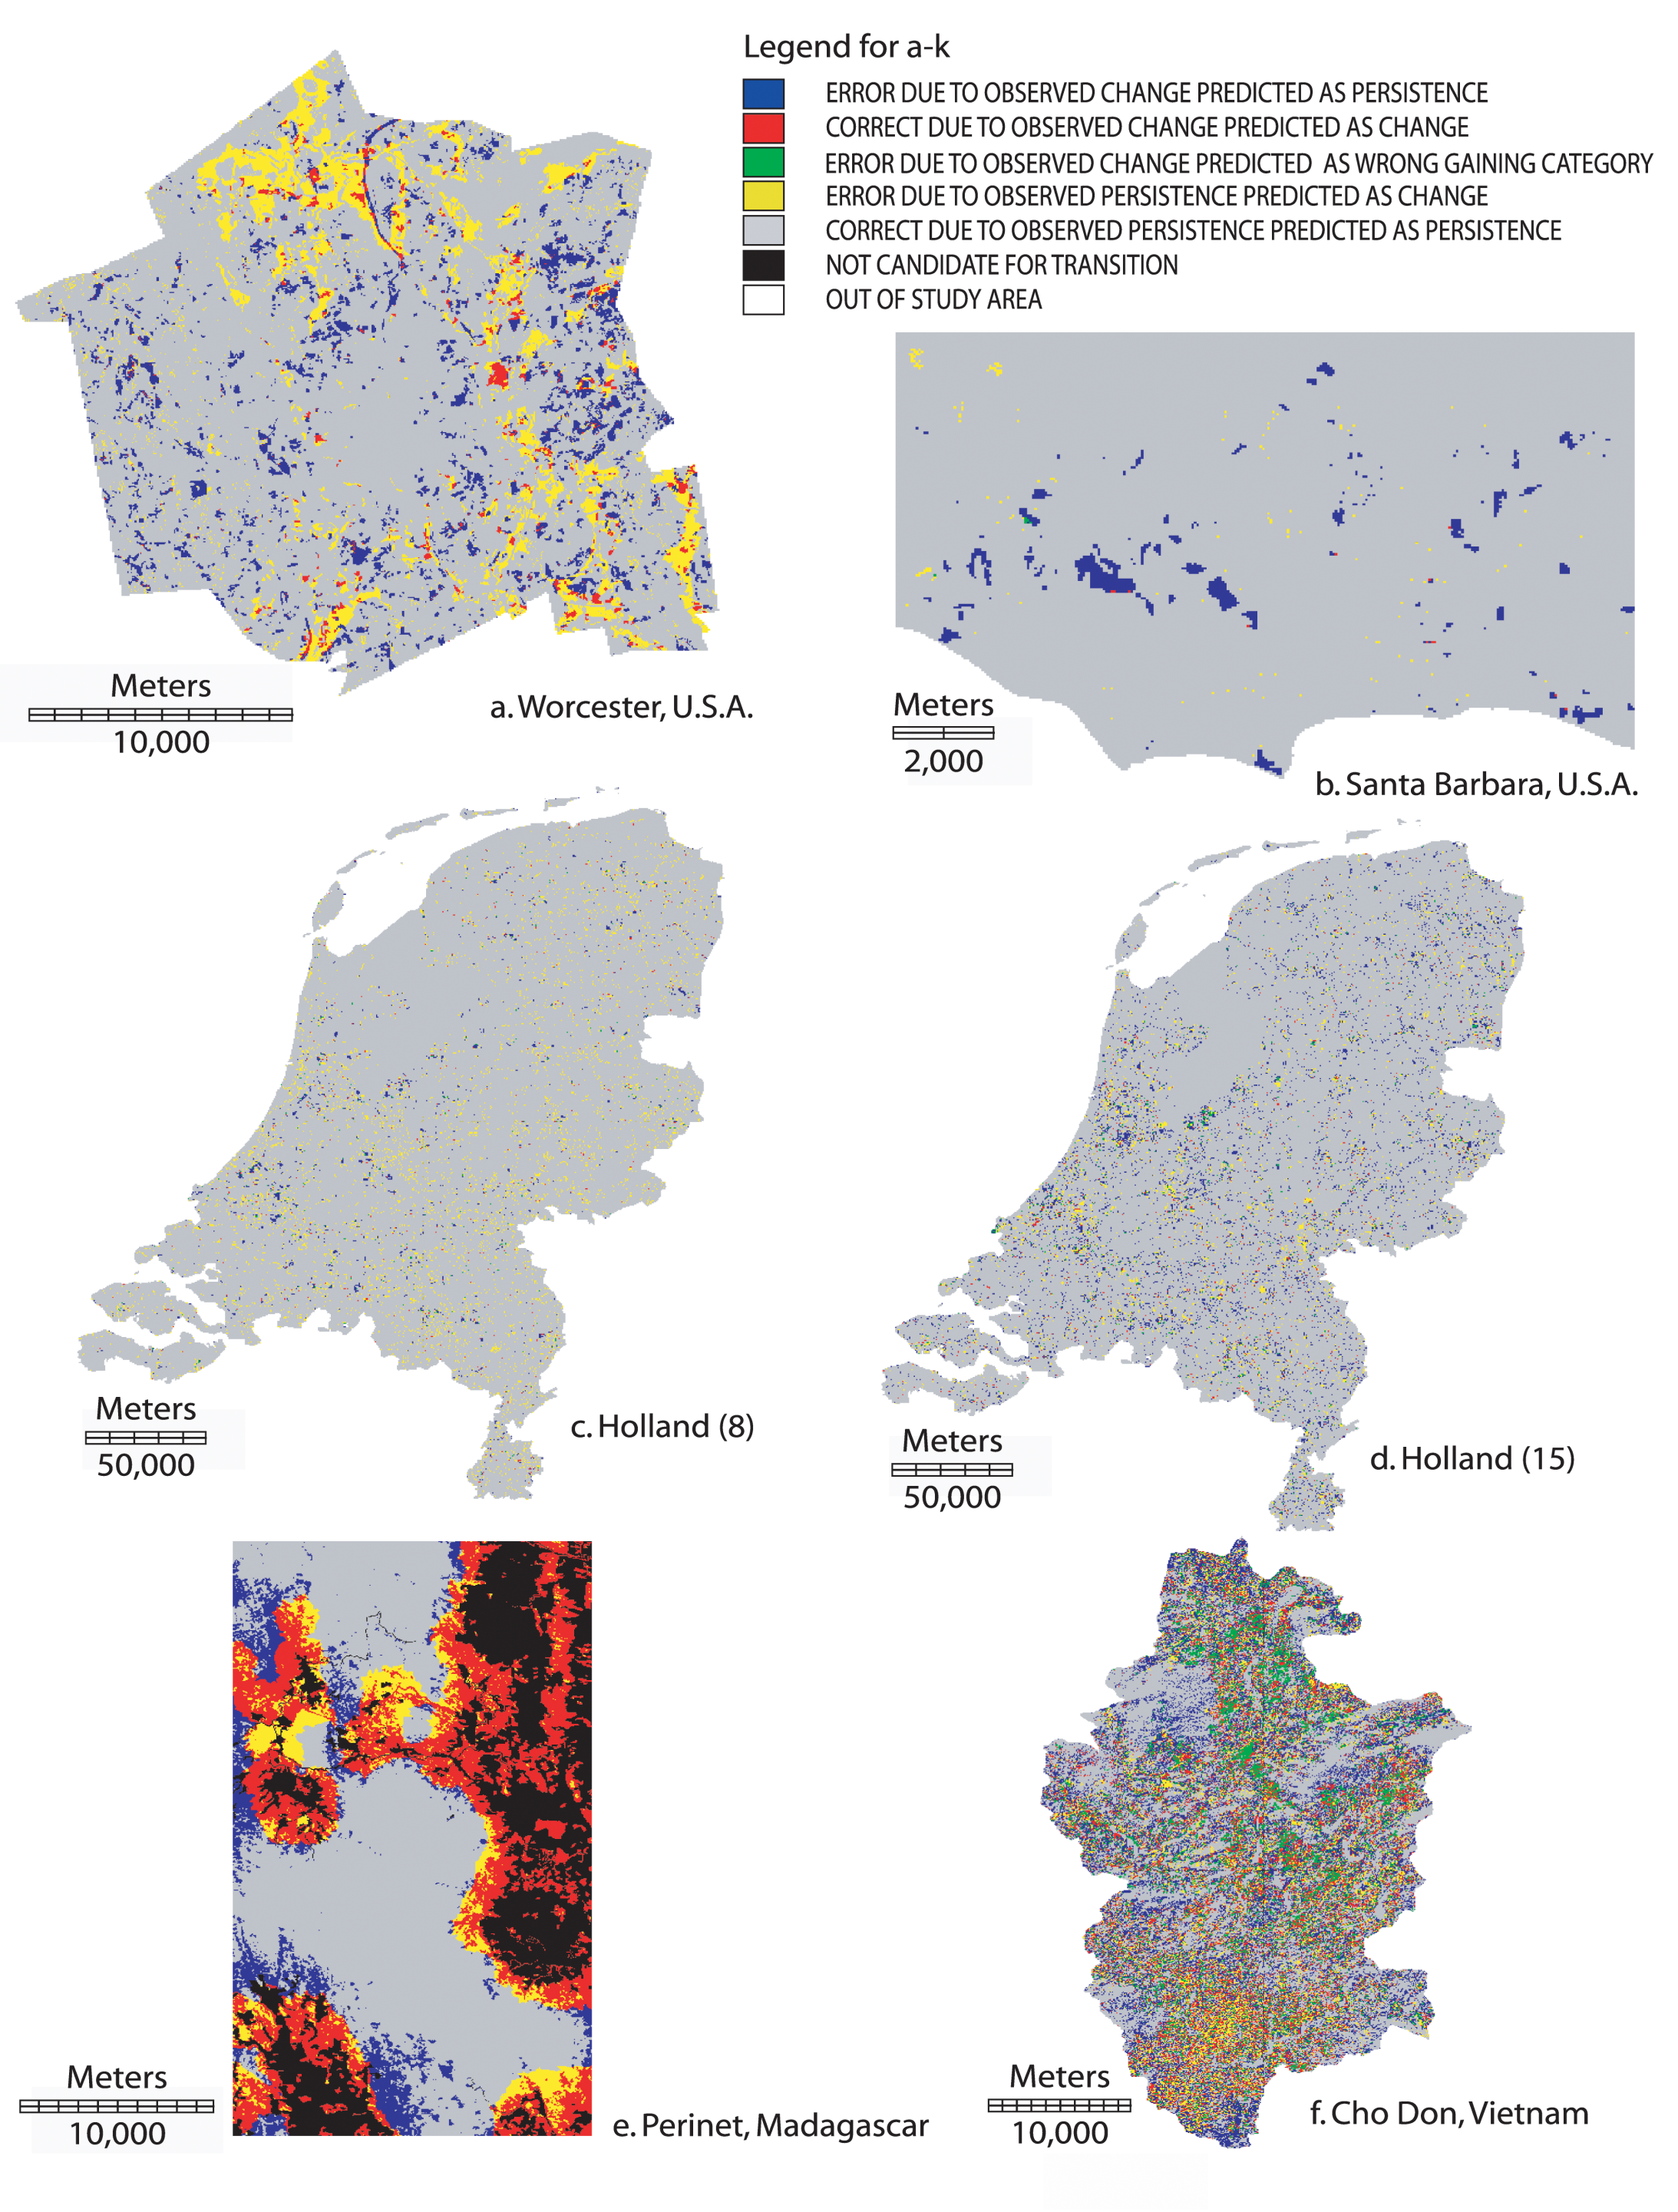 Legend for a-k
ERROR DUE TO OBSERVED CHANGE PREDICTED AS PERSISTENCE
CORRECT DUE TO OBSERVED CHANGE PREDICTED AS CHANGE
ERROR DUE TO OBSERVED CHANGE PREDICTED AS WRONG GAINING CATEGORY
ERROR DUE TO OBSERVED PERSISTENCE PREDICTED AS CHANGE
CORRECT DUE TO OBSERVED PERSISTENCE PREDICTED AS PERSISTENCE
NOT CANDIDATE FOR TRANSITION
OUT OF STUDY AREA
Meters
10,000
a. Worcester, U.S.A.
Meters
2,000
b. Santa Barbara, U.S.A.
Meters
50,000
c. Holland (8)
Meters
50,000
d. Holland (15)
Meters
10,000
e. Perinet, Madagascar
Meters
10,000
f. Cho Don, Vietnam